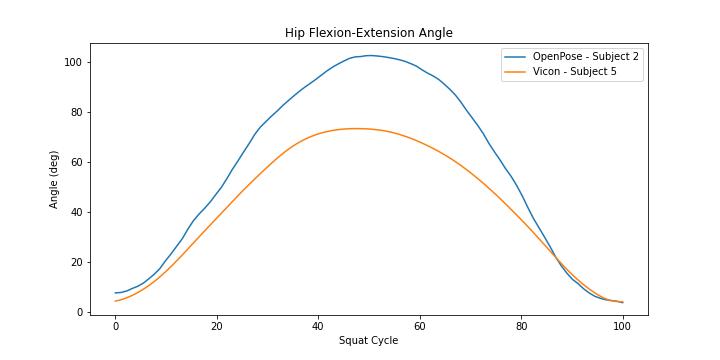 Hip Flexion-Extension Angle
OpenPose - Subject 2
Vicon - Subject 5
Angle (deg)
100
80
60
40
20
0
0 20 40 60 80 100
Squat Cycle